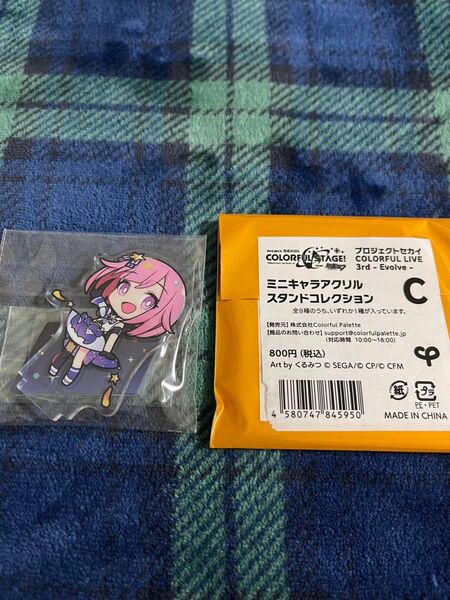 PROJECT SEKAI
COLORFUL STAGE!
プロジェクトセカイ
COLORFUL LIVE
3rd - Evolve -
ミニキャラアクリル
スタンドコレクション
C
全8種のうち、いずれか1種が入っています。
【発売元】株式会社Colorful Palette
【商品のお問い合わせ】support@colorfulpalette.jp
(対応時間 10:00～18:00)
800円(税込)
Art by くるみつ © SEGA/© CP/© CFM
4 580747 845950
紙
プラ
PE・PET
MADE IN CHINA